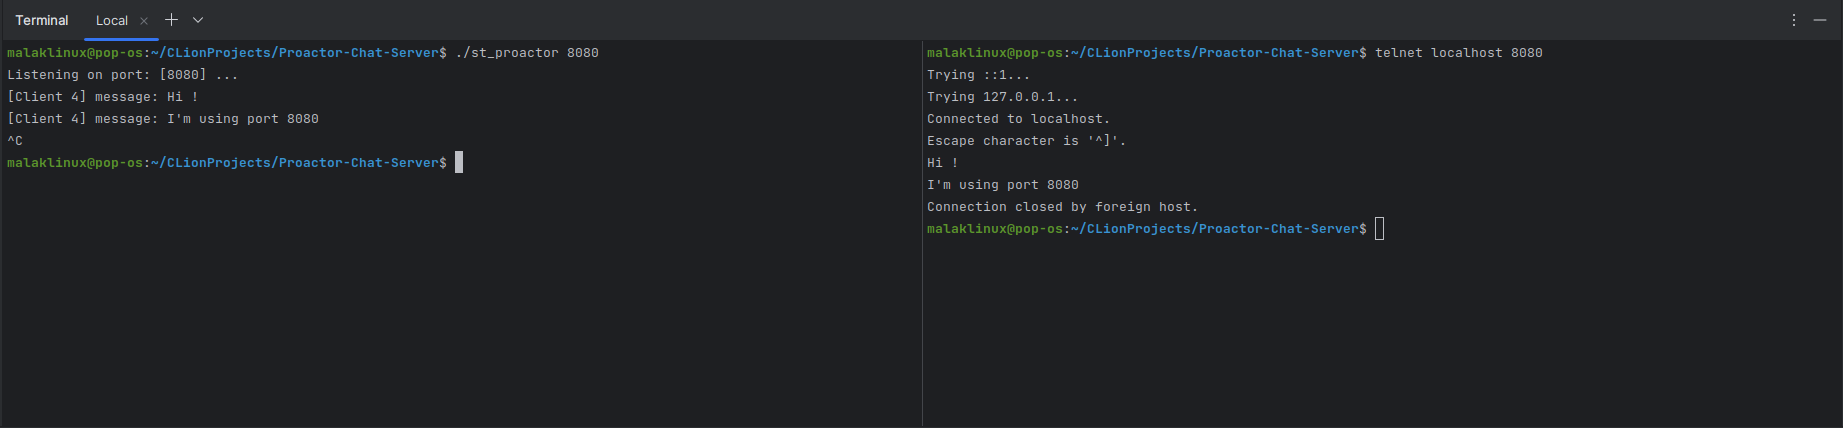 Terminal Local
malaklinux@pop-os:~/CLionProjects/Proactor-Chat-Server$ ./st_proactor 8080
Listening on port: [8080] ...
[Client 4] message: Hi !
[Client 4] message: I'm using port 8080
^C
malaklinux@pop-os:~/CLionProjects/Proactor-Chat-Server$
malaklinux@pop-os:~/CLionProjects/Proactor-Chat-Server$ telnet localhost 8080
Trying ::1...
Trying 127.0.0.1...
Connected to localhost.
Escape character is '^]'.
Hi !
I'm using port 8080
Connection closed by foreign host.
malaklinux@pop-os:~/CLionProjects/Proactor-Chat-Server$